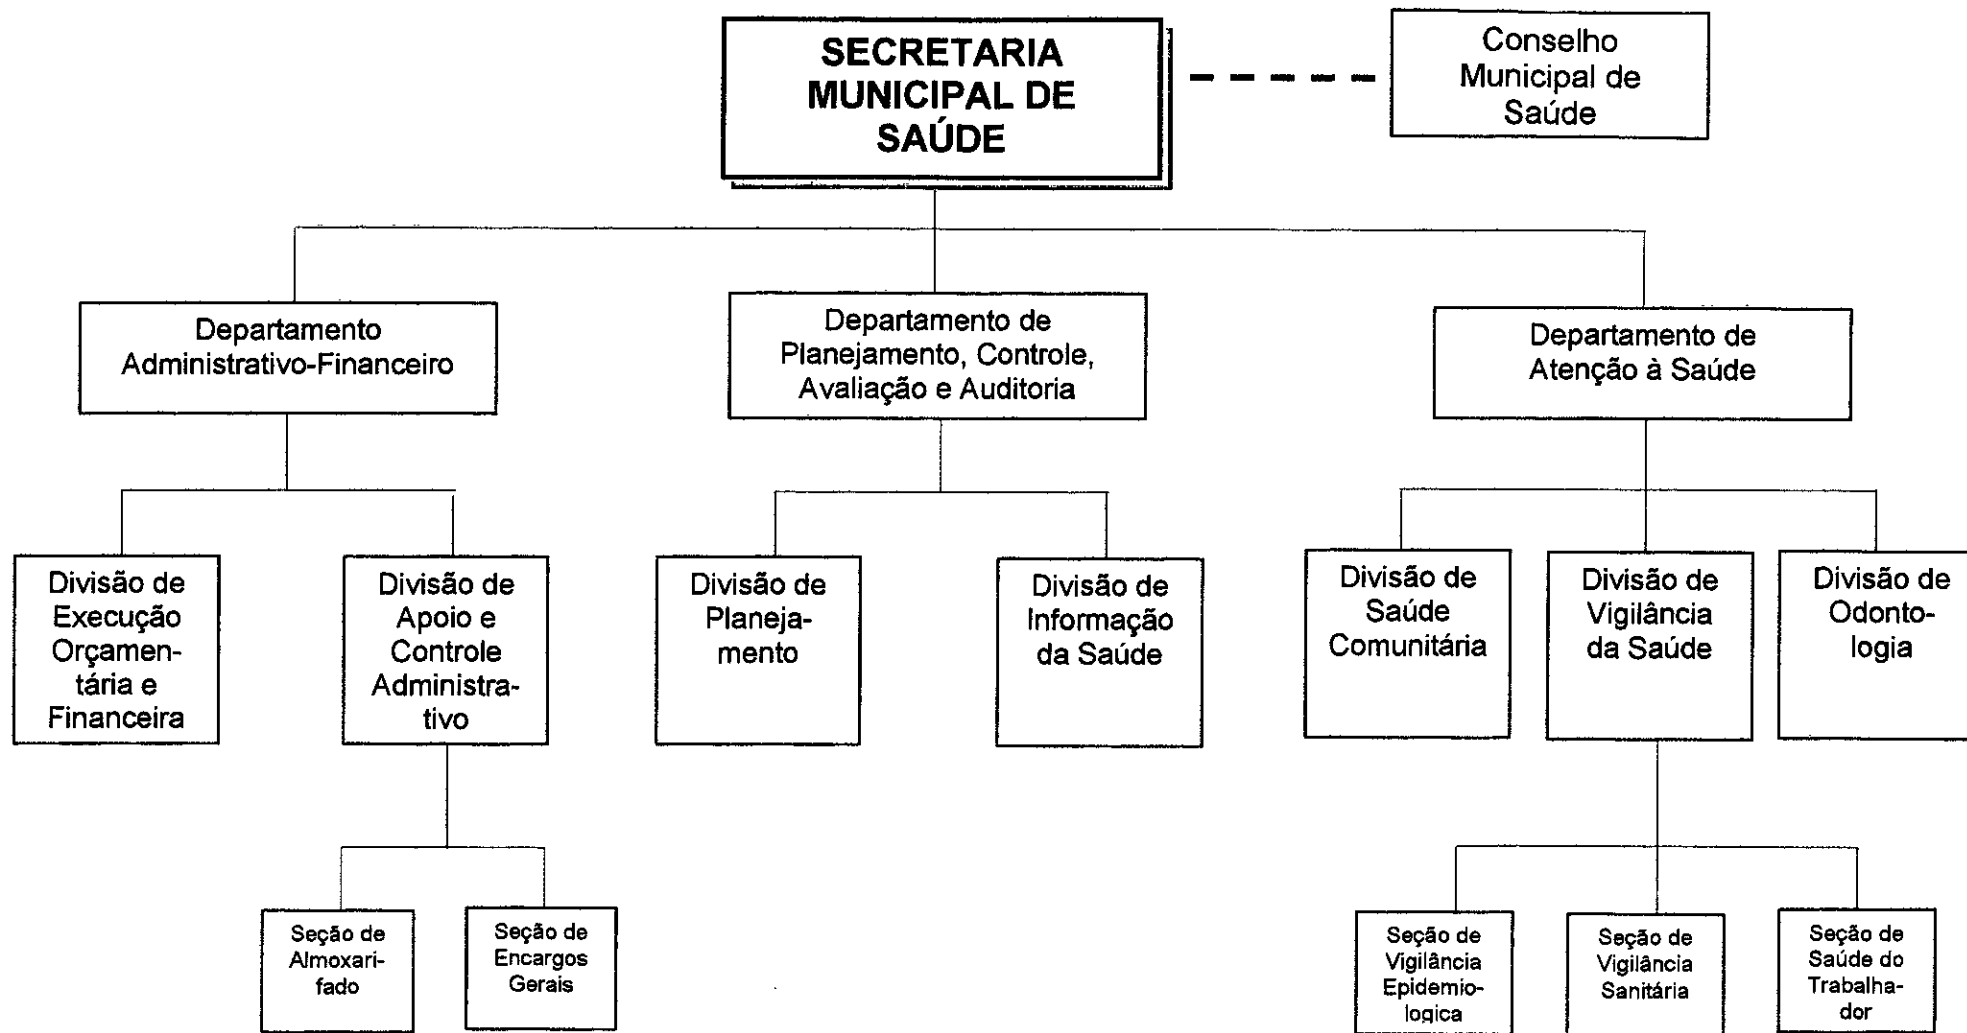 SECRETARIA
MUNICIPAL DE
SAÚDE
Conselho
Municipal de
Saúde
Departamento
Administrativo-Financeiro
Departamento de
Planejamento, Controle,
Avaliação e Auditoria
Departamento de
Atenção à Saúde
Divisão de
Execução
Orçamen-
tária e
Financeira
Divisão de
Apoio e
Controle
Administra-
tivo
Divisão de
Planeja-
mento
Divisão de
Informação
da Saúde
Divisão de
Saúde
Comunitária
Divisão de
Vigilância
da Saúde
Divisão de
Odonto-
logia
Seção de
Almoxari-
fado
Seção de
Encargos
Gerais
Seção de
Vigilância
Epidemio-
logica
Seção de
Vigilância
Sanitária
Seção de
Saúde do
Trabalha-
dor